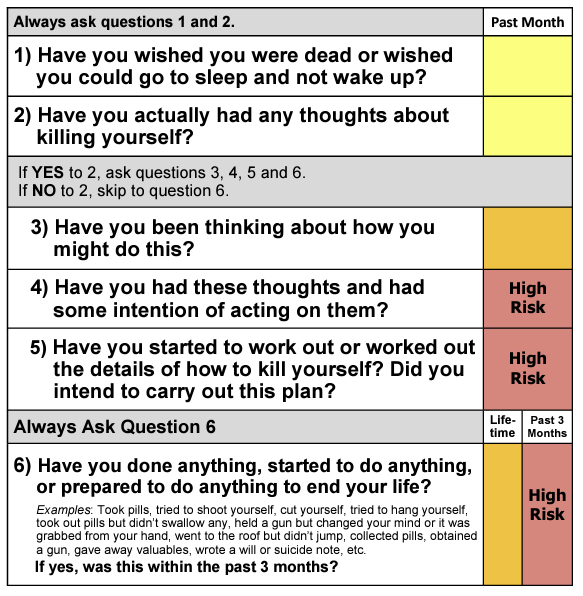 Always ask questions 1 and 2.
Past Month
1) Have you wished you were dead or wished
you could go to sleep and not wake up?
2) Have you actually had any thoughts about
killing yourself?
If YES to 2, ask questions 3, 4, 5 and 6.
If NO to 2, skip to question 6.
3) Have you been thinking about how you
might do this?
4) Have you had these thoughts and had
some intention of acting on them?
High
Risk
5) Have you started to work out or worked out
the details of how to kill yourself? Did you
intend to carry out this plan?
High
Risk
Always Ask Question 6
Life-
time
Past 3
Months
6) Have you done anything, started to do anything,
or prepared to do anything to end your life?
Examples: Took pills, tried to shoot yourself, cut yourself, tried to hang yourself,
took out pills but didn't swallow any, held a gun but changed your mind or it was
grabbed from your hand, went to the roof but didn't jump, collected pills, obtained
a gun, gave away valuables, wrote a will or suicide note, etc.
If yes, was this within the past 3 months?
High
Risk